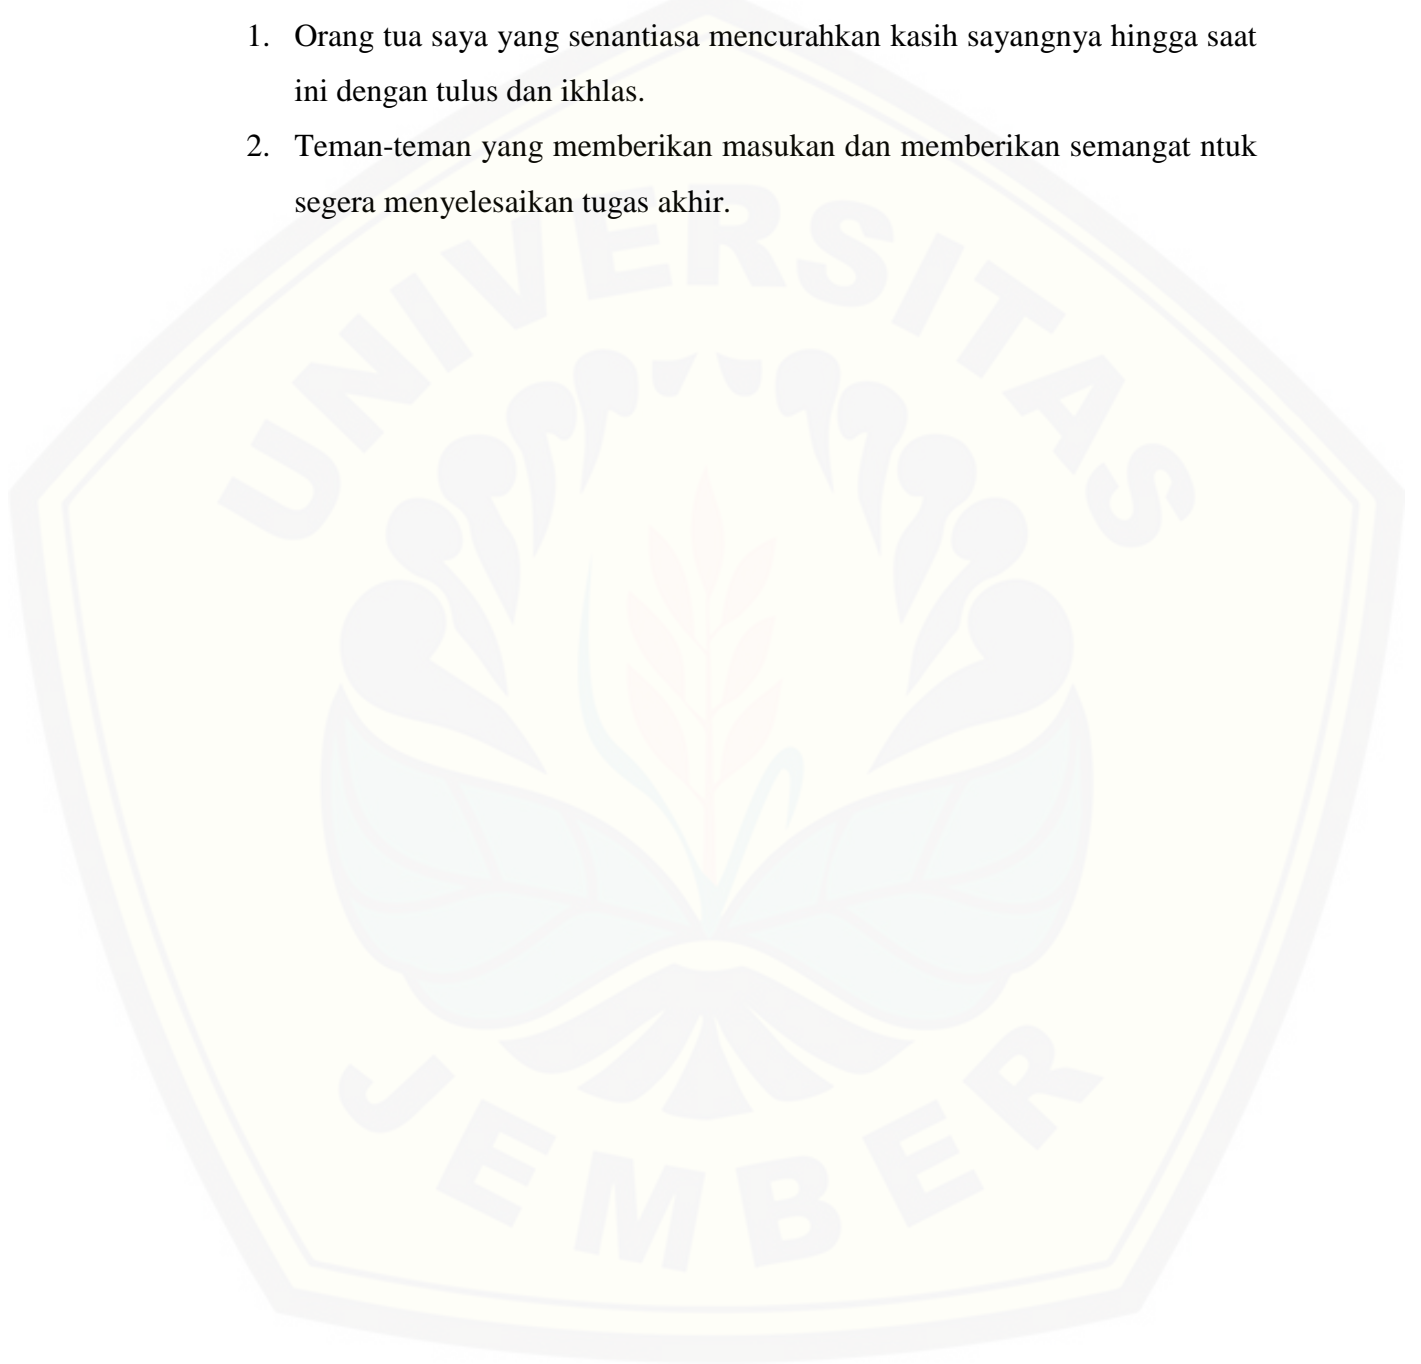 1. Orang tua saya yang senantiasa mencurahkan kasih sayangnya hingga saat
ini dengan tulus dan ikhlas.
2. Teman-teman yang memberikan masukan dan memberikan semangat ntuk
segera menyelesaikan tugas akhir.
UNIVERSITAS
JEMBER